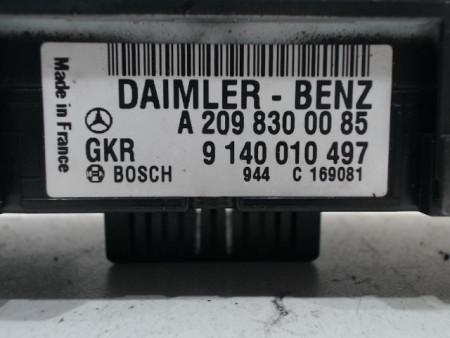 Made in France
DAIMLER - BENZ
A 209 830 00 85
GKR 9 140 010 497
BOSCH 944 C 169081